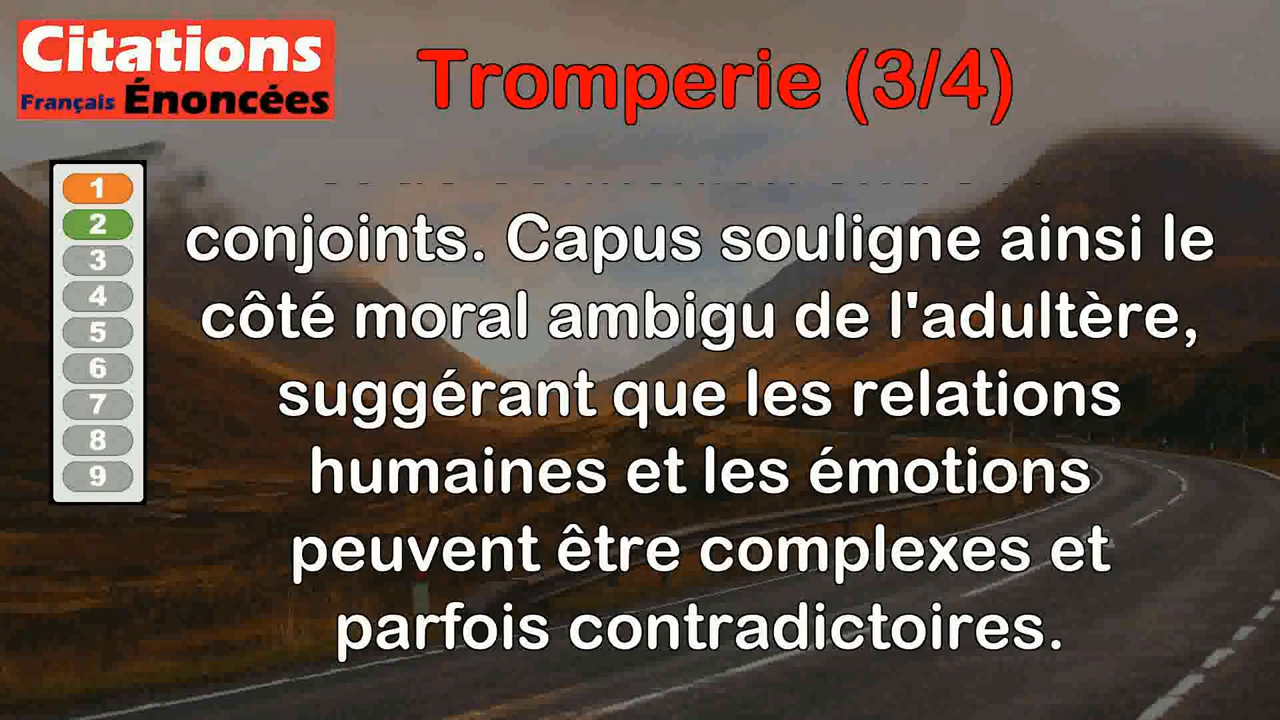 Citations
Français Énoncées
Tromperie (3/4)
1
2
3
4
5
6
7
8
9
conjoints. Capus souligne ainsi le
côté moral ambigu de l'adultère,
suggérant que les relations
humaines et les émotions
peuvent être complexes et
parfois contradictoires.